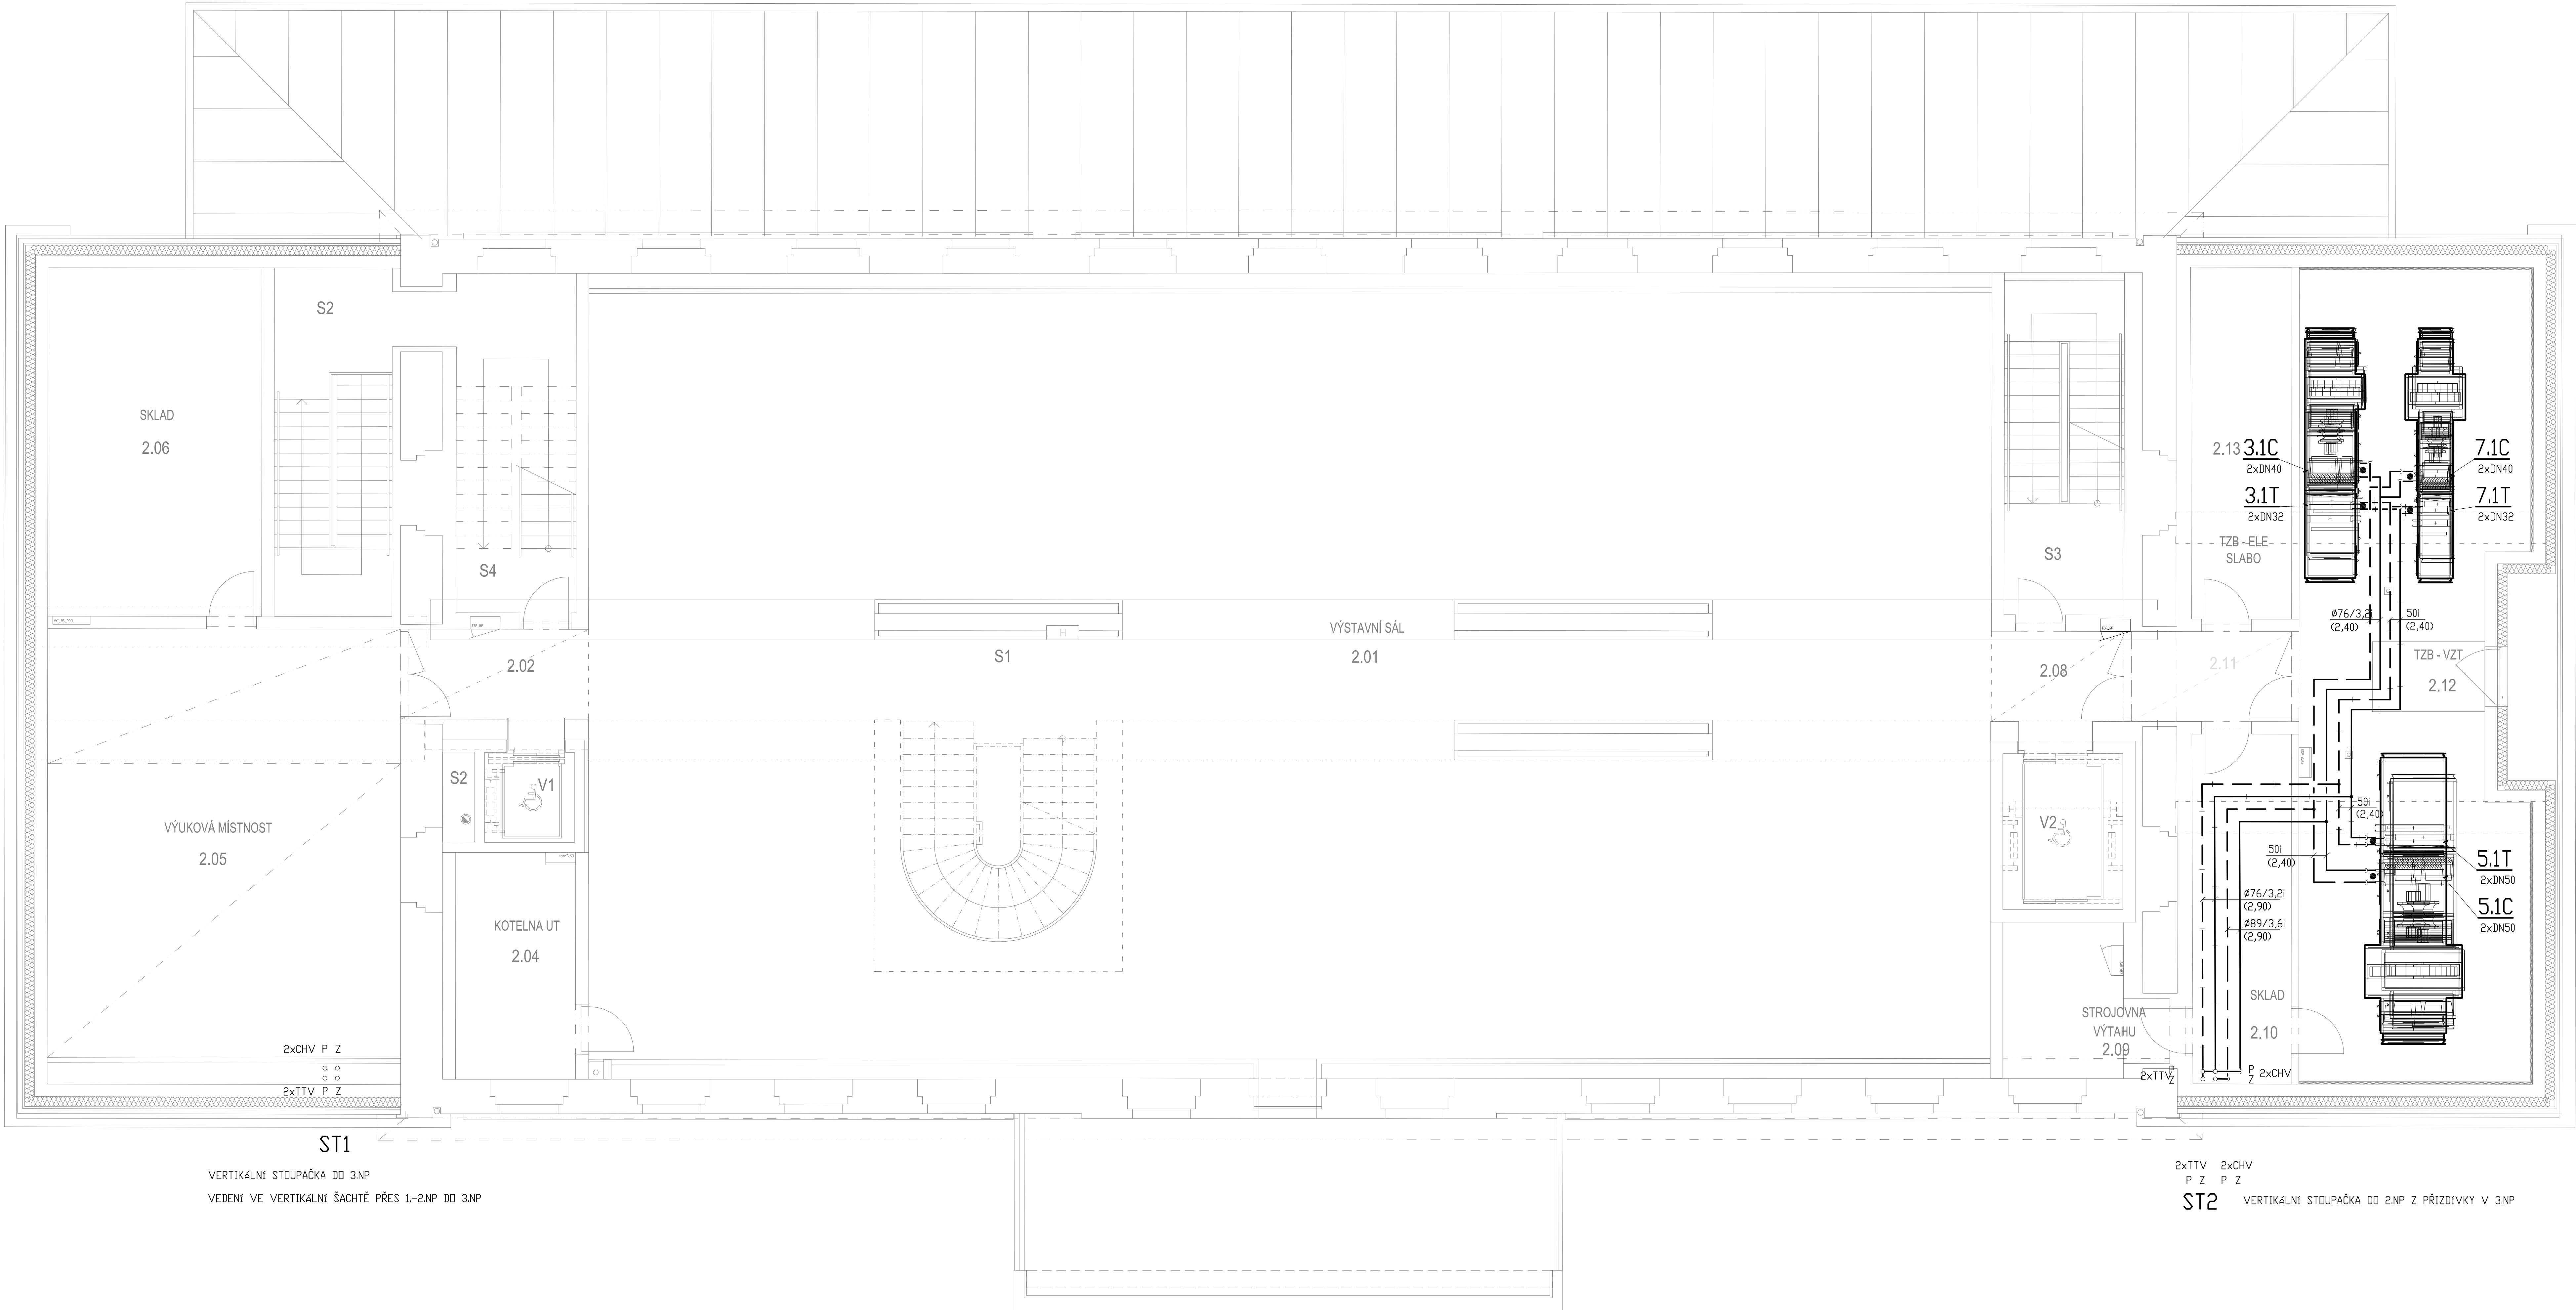 S2
SKLAD
2.06
S4
2.02
S1
VÝSTAVNÍ SÁL
2.01
S3
2.08
2.13
3.1C
2xDN40
3.1T
2xDN32
7.1C
2xDN40
7.1T
2xDN32
TZB - ELE
SLABO
Ø76/3,2i
(2,40)
50i
(2,40)
2.11
TZB - VZT
2.12
S2
V1
VÝUKOVÁ MÍSTNOST
2.05
KOTELNA UT
2.04
V2
50i
(2,40)
50i
(2,40)
5.1T
2xDN50
5.1C
2xDN50
Ø76/3,2i
(2,90)
Ø89/3,6i
(2,90)
SKLAD
2.10
STROJOVNA
VÝTAHU
2.09
2xCHV P Z
2xTTV P Z
2xTTV
P
Z
P
Z
2xCHV
ST1
VERTIKÁLNÍ STOUPAČKA DO 3.NP
VEDENÍ VE VERTIKÁLNÍ ŠACHTĚ PŘES 1.-2.NP DO 3.NP
2xTTV 2xCHV
P Z P Z
ST2 VERTIKÁLNÍ STOUPAČKA DO 2.NP Z PŘIZDÍVKY V 3.NP